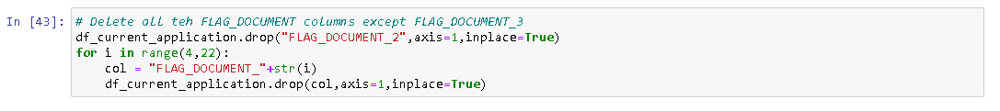 In [43]: # Delete all teh FLAG_DOCUMENT columns except FLAG_DOCUMENT_3
df_current_application.drop("FLAG_DOCUMENT_2",axis=1,inplace=True)
for i in range(4,22):
    col = "FLAG_DOCUMENT_"+str(i)
    df_current_application.drop(col,axis=1,inplace=True)